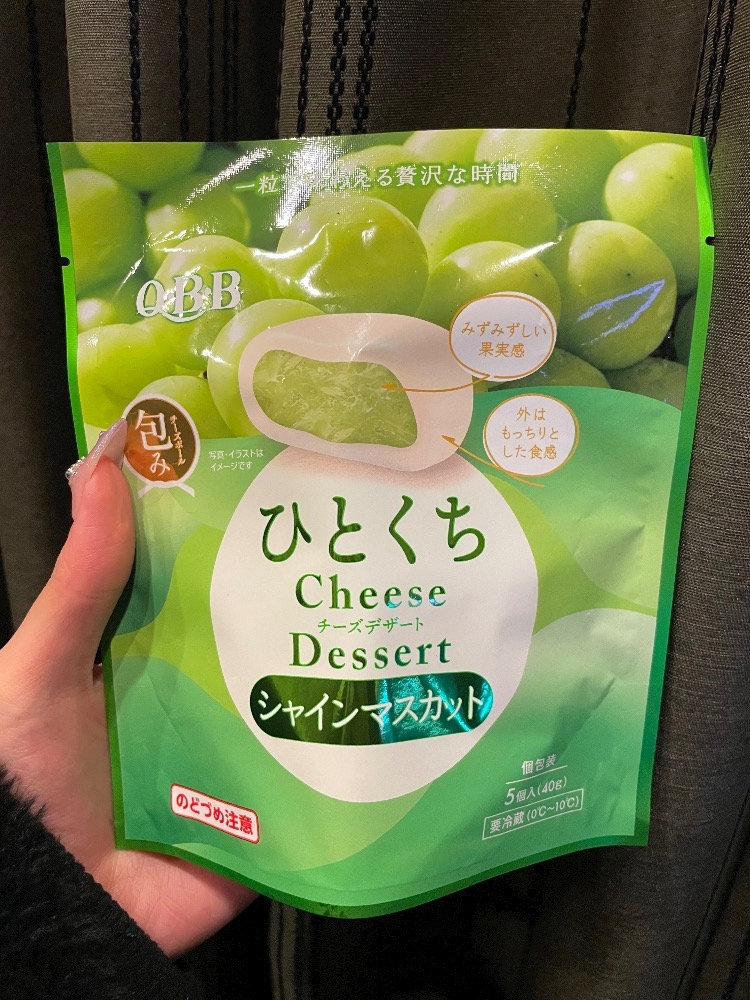 一粒
える贅沢な時間
QBB
みずみずしい
果実感
外は
もっちりと
した食感
チーズボール
包み
写真・イラストは
イメージです
ひとくち
Cheese
チーズデザート
Dessert
シャインマスカット
個包装
5個入(40g)
要冷蔵(0℃~10℃)
のどづめ注意